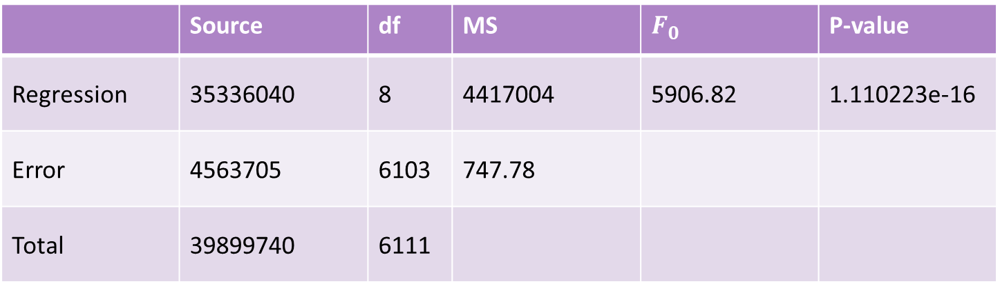 Source df MS F₀ P-value
Regression 35336040 8 4417004 5906.82 1.110223e-16
Error 4563705 6103 747.78
Total 39899740 6111